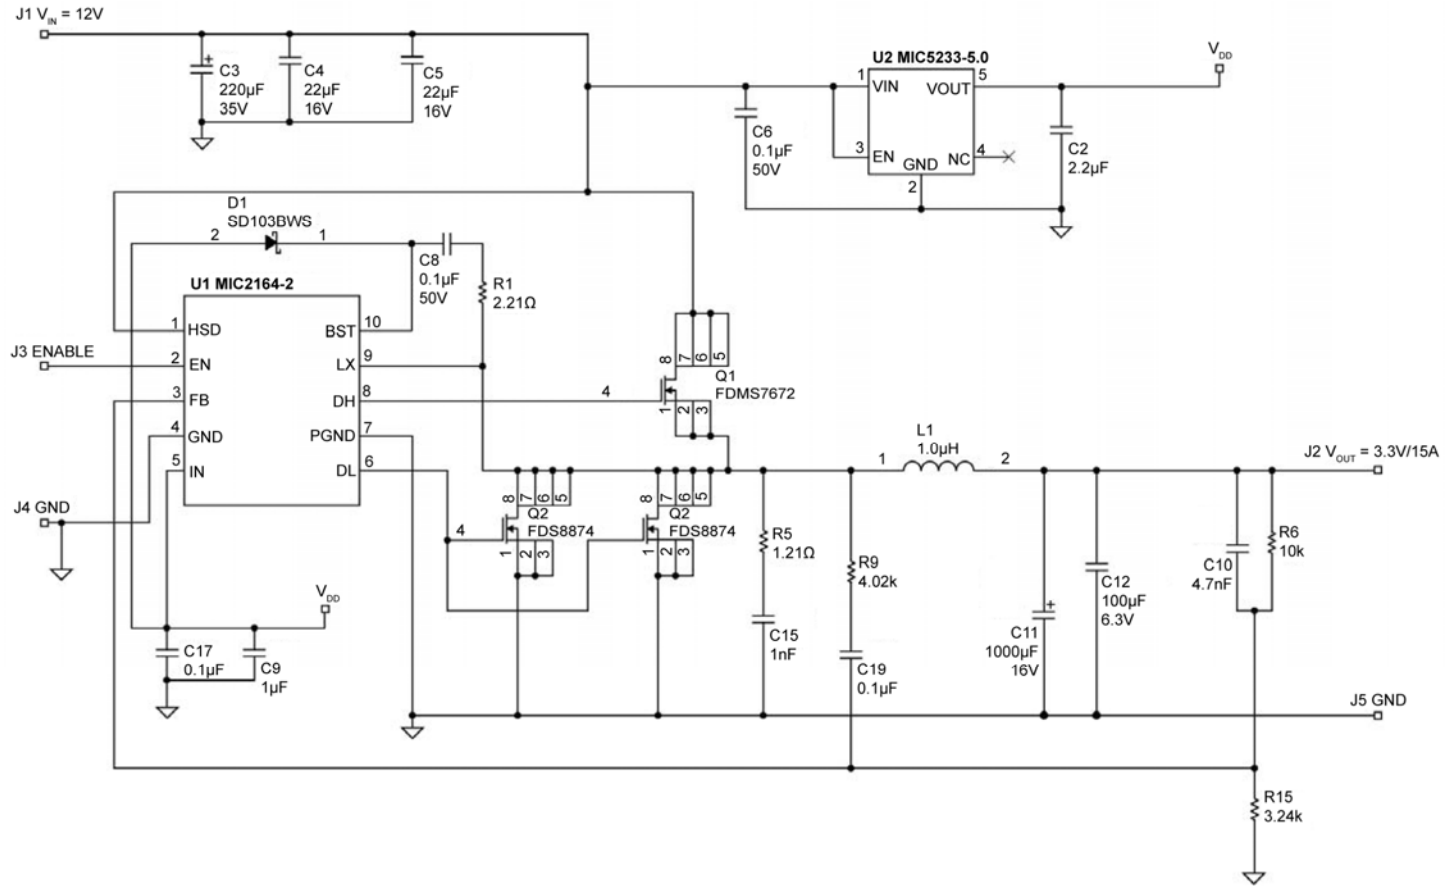 J1 VIN = 12V
C3
220µF
35V
C4
22µF
16V
C5
22µF
16V
U2 MIC5233-5.0
1
VIN
VOUT
5
3
EN
GND
NC
4
2
C6
0.1µF
50V
C2
2.2µF
VDD
D1
SD103BWS
2
1
C8
0.1µF
50V
R1
2.21Ω
U1 MIC2164-2
1
HSD
BST
10
J3 ENABLE
2
EN
LX
9
3
FB
DH
8
4
GND
PGND
7
5
IN
DL
6
J4 GND
4
8
7
6
5
Q1
FDMS7672
1
2
3
4
8
7
6
5
Q2
FDS8874
1
2
3
8
7
6
5
Q2
FDS8874
1
2
3
L1
1.0µH
1
2
J2 VOUT = 3.3V/15A
R5
1.21Ω
C15
1nF
R9
4.02k
C19
0.1µF
C11
1000µF
16V
C12
100µF
6.3V
C10
4.7nF
R6
10k
VDD
C17
0.1µF
C9
1µF
J5 GND
R15
3.24k